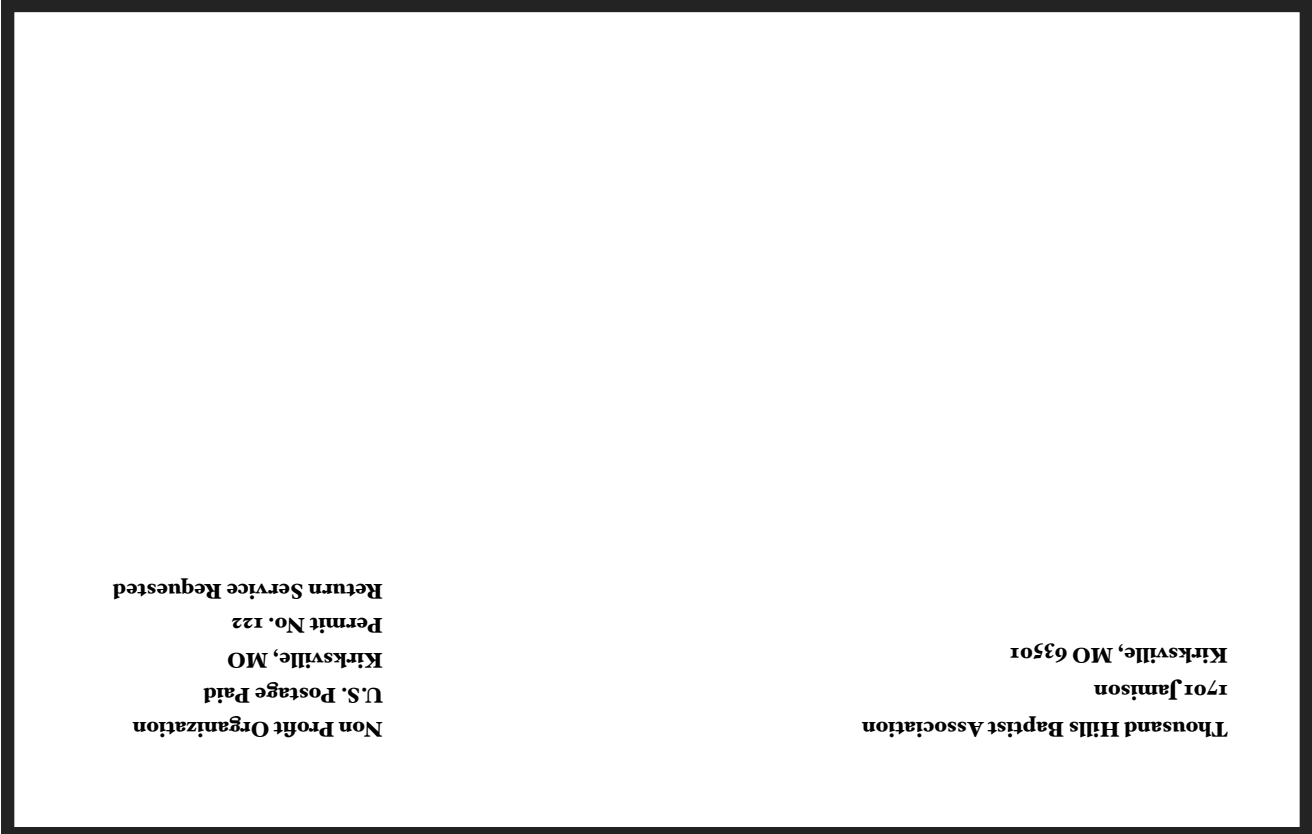 Thousand Hills Baptist Association
1701 Jamison
Kirksville, MO 63501
Non Profit Organization
U.S. Postage Paid
Kirksville, MO
Permit No. 122
Return Service Requested